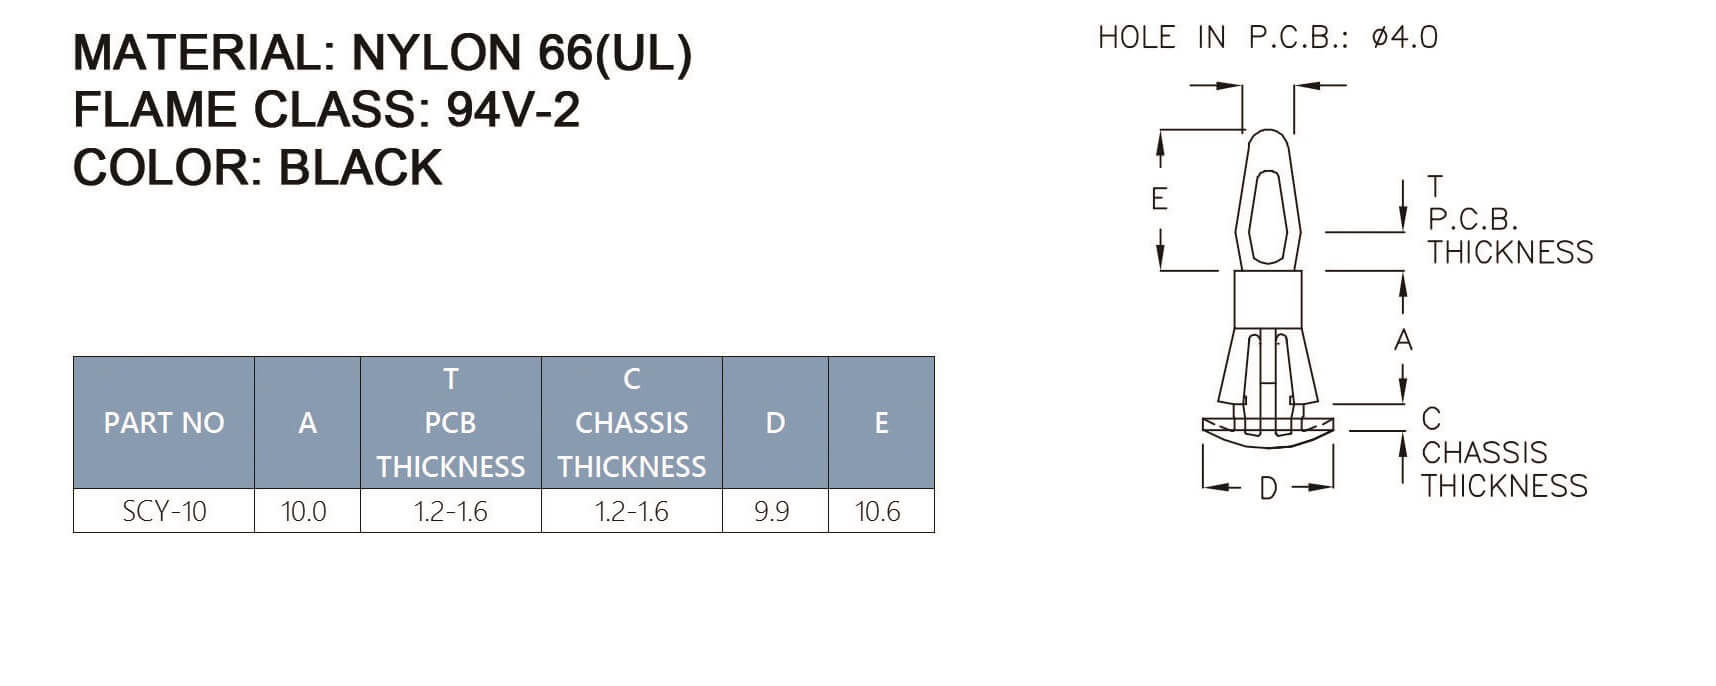 MATERIAL: NYLON 66(UL)
FLAME CLASS: 94V-2
COLOR: BLACK
PART NO
A
T
PCB
THICKNESS
C
CHASSIS
THICKNESS
D
E
SCY-10
10.0
1.2-1.6
1.2-1.6
9.9
10.6
HOLE IN P.C.B.: ø4.0
E
T
P.C.B.
THICKNESS
A
C
CHASSIS
THICKNESS
D